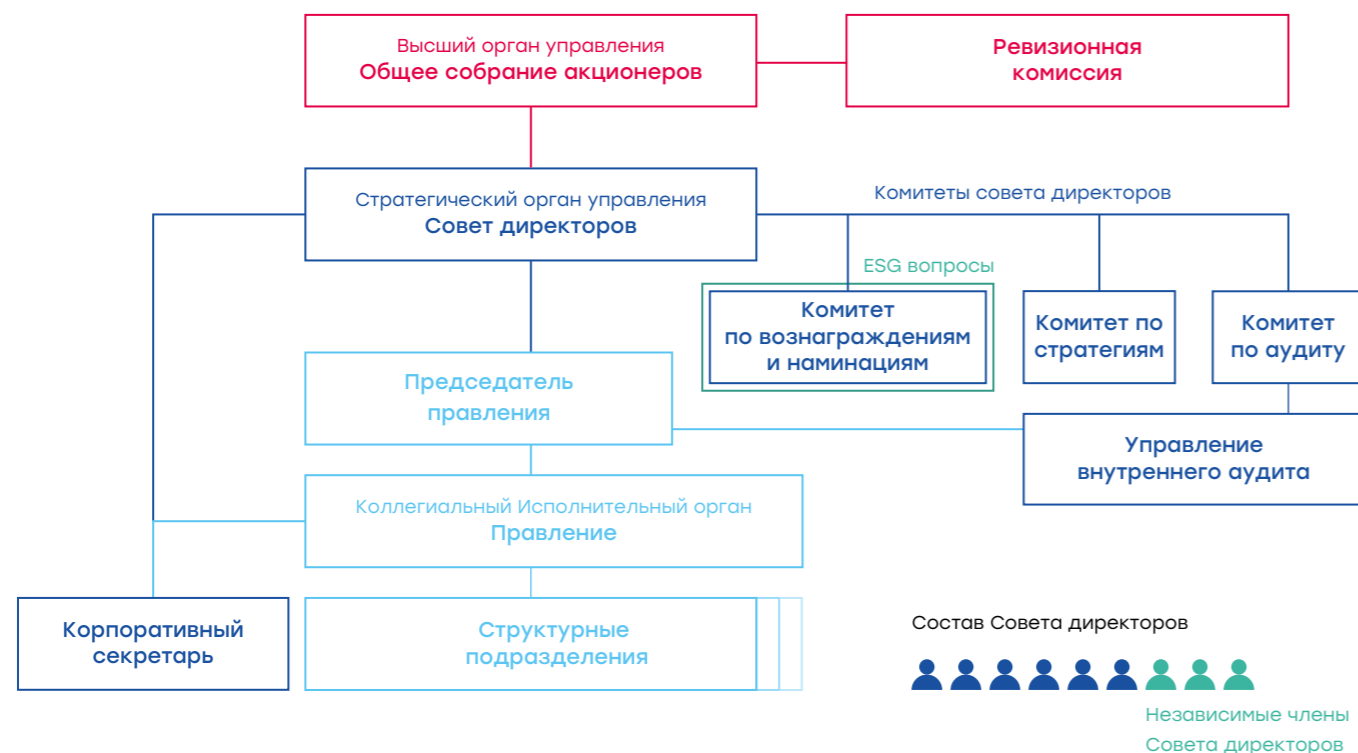 Высший орган управления
Общее собрание акционеров
Ревизионная
комиссия
Стратегический орган управления
Совет директоров
Комитеты совета директоров
ESG вопросы
Комитет
по вознаграждениям
и наминациям
Комитет по
стратегиям
Комитет
по аудиту
Председатель
правления
Управление
внутреннего аудита
Коллегиальный Исполнительный орган
Правление
Корпоративный
секретарь
Структурные
подразделения
Состав Совета директоров
Независимые члены
Совета директоров